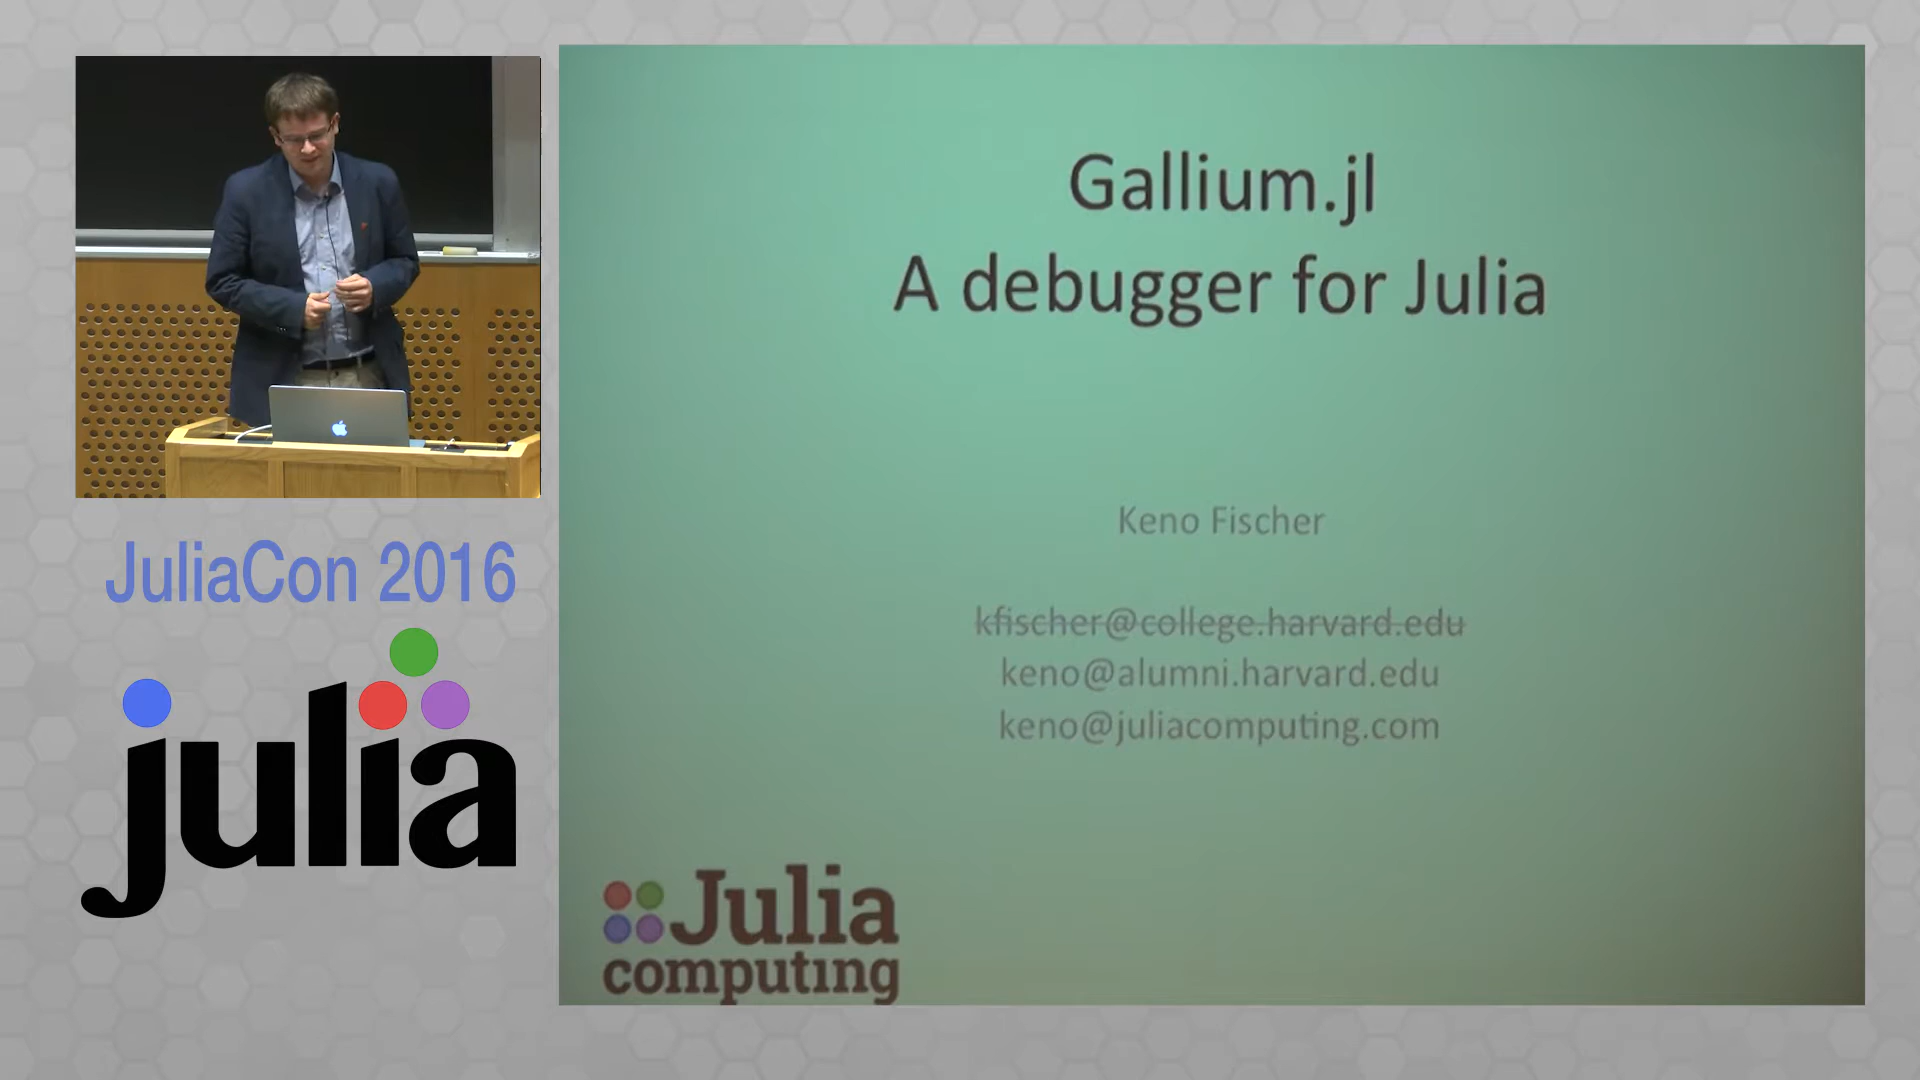 JuliaCon 2016
julia
Gallium.jl
A debugger for Julia
Keno Fischer
kfischer@college.harvard.edu
keno@alumni.harvard.edu
keno@juliacomputing.com
Julia
computing